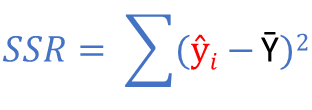 SSR = ∑(ŷᵢ − Ȳ)²